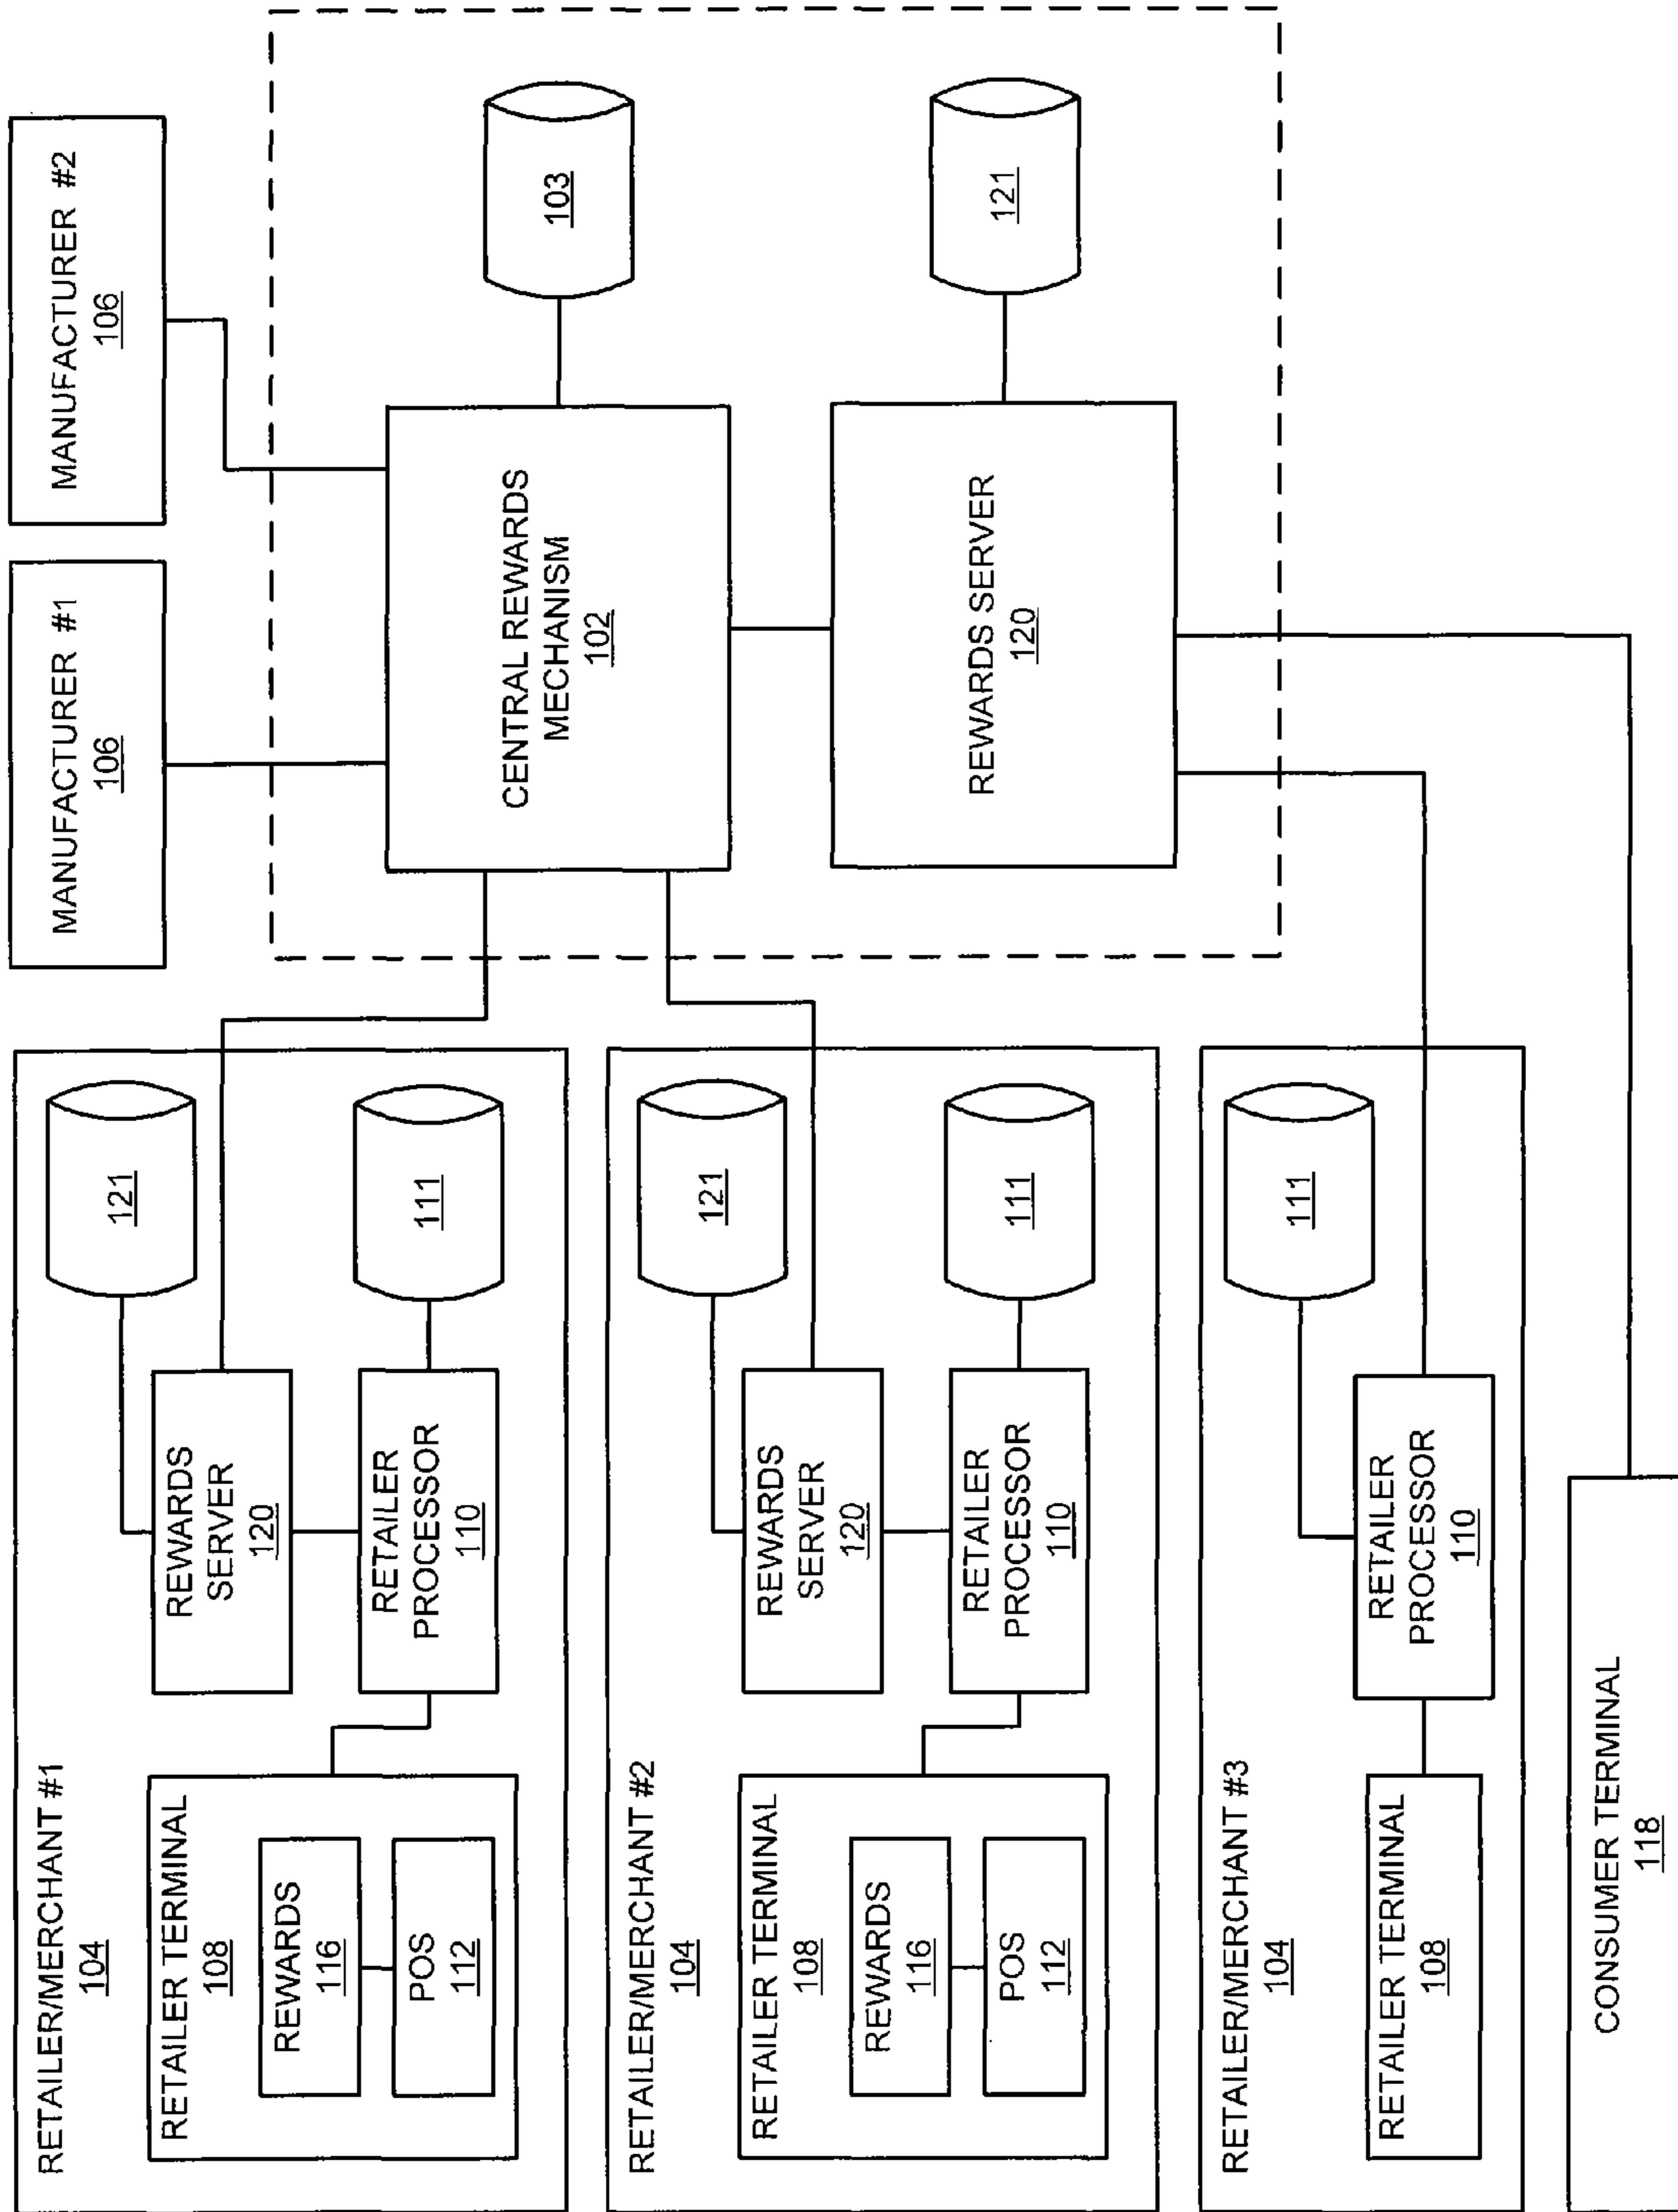 RETAILER/MERCHANT #1
104
RETAILER TERMINAL
108
REWARDS
116
POS
112
REWARDS
SERVER
120
RETAILER
PROCESSOR
110
121
111
RETAILER/MERCHANT #2
104
RETAILER TERMINAL
108
REWARDS
116
POS
112
REWARDS
SERVER
120
RETAILER
PROCESSOR
110
121
111
RETAILER/MERCHANT #3
104
RETAILER TERMINAL
108
RETAILER
PROCESSOR
110
111
CONSUMER TERMINAL
118
MANUFACTURER #1
106
MANUFACTURER #2
106
CENTRAL REWARDS
MECHANISM
102
103
REWARDS SERVER
120
121